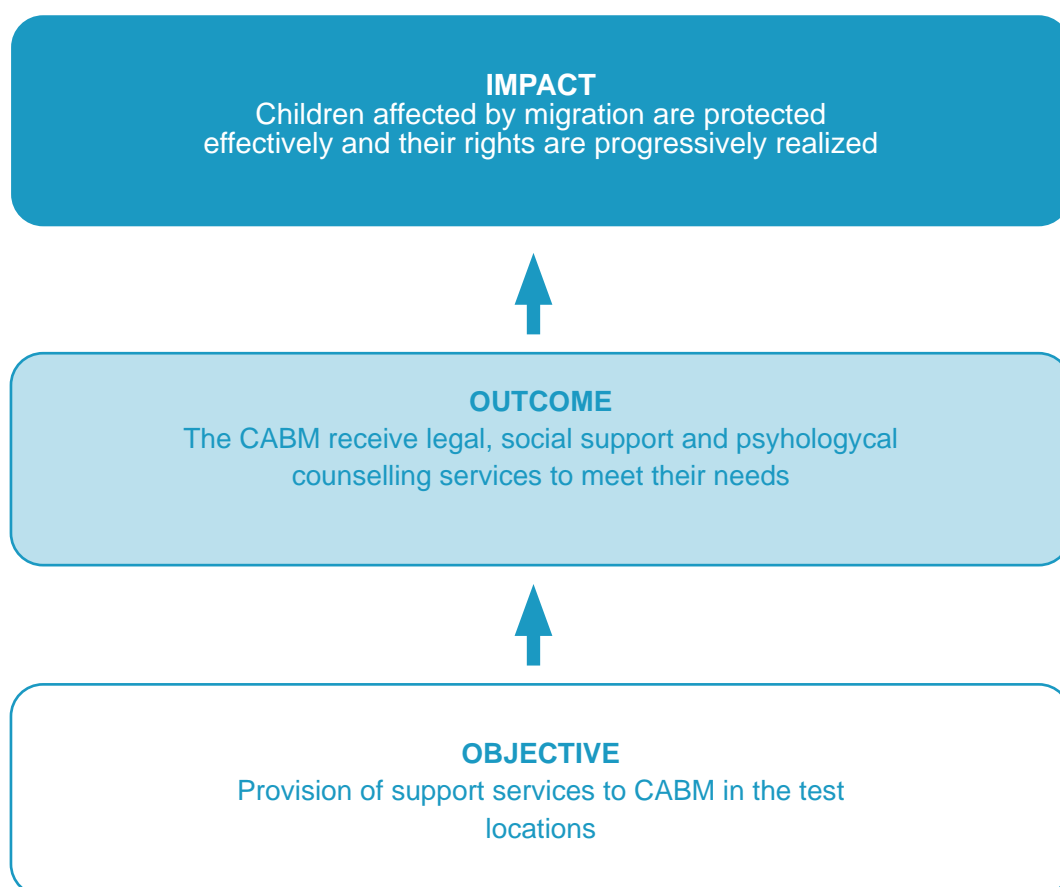 IMPACT
Children affected by migration are protected
effectively and their rights are progressively realized
OUTCOME
The CABM receive legal, social support and psyhologycal
counselling services to meet their needs
OBJECTIVE
Provision of support services to CABM in the test
locations